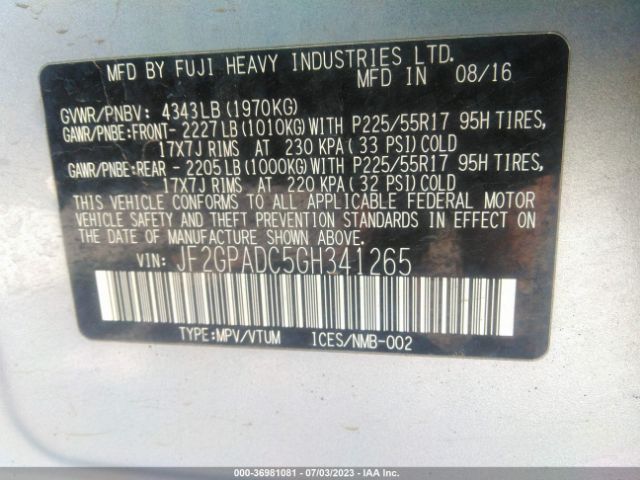 MFD BY FUJI HEAVY INDUSTRIES LTD.
MFD IN 08/16
GVWR/PNBV: 4343LB (1970KG)
GAWR/PNBE:FRONT- 2227LB (1010KG)WITH P225/55R17 95H TIRES,
17X7J RIMS AT 230 KPA( 33 PSI) COLD
GAWR/PNBE:REAR - 2205LB (1000KG)WITH P225/55R17 95H TIRES,
17X7J RIMS AT 220 KPA( 32 PSI) COLD
THIS VEHICLE CONFORMS TO ALL APPLICABLE FEDERAL MOTOR
VEHICLE SAFETY AND THEFT PREVENTION STANDARDS IN EFFECT ON
THE DATE OF MANUFACTURE SHOWN ABOVE.
VIN: JF2GPADC5GH341265
TYPE:MPV/VTUM ICES/NMB-002
000-36981081 - 07/03/2023 - IAA Inc.